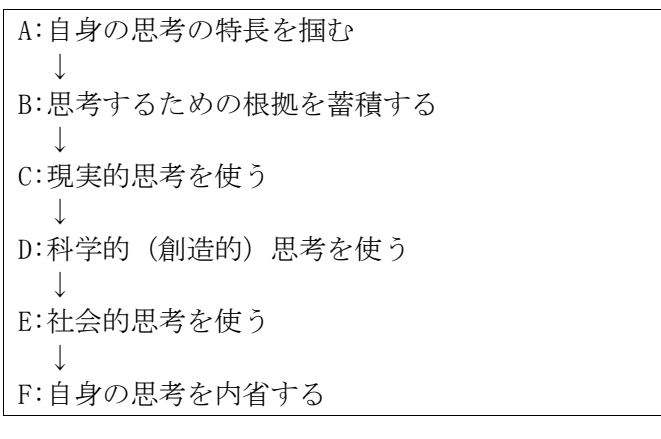 A:自身の思考の特長を掴む
↓
B:思考するための根拠を蓄積する
↓
C:現実的思考を使う
↓
D:科学的（創造的）思考を使う
↓
E:社会的思考を使う
↓
F:自身の思考を内省する